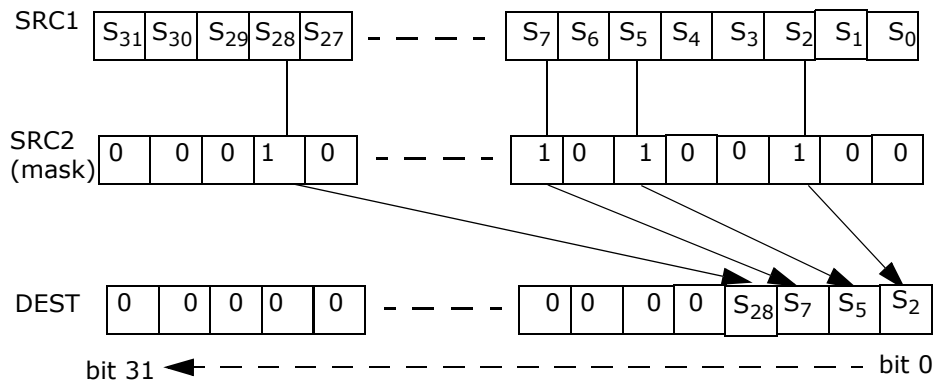 SRC1 S31 S30 S29 S28 S27 S7 S6 S5 S4 S3 S2 S1 S0
SRC2
(mask) 0 0 0 1 0 1 0 1 0 0 1 0 0
DEST 0 0 0 0 0 0 0 0 0 S28 S7 S5 S2
bit 31 bit 0